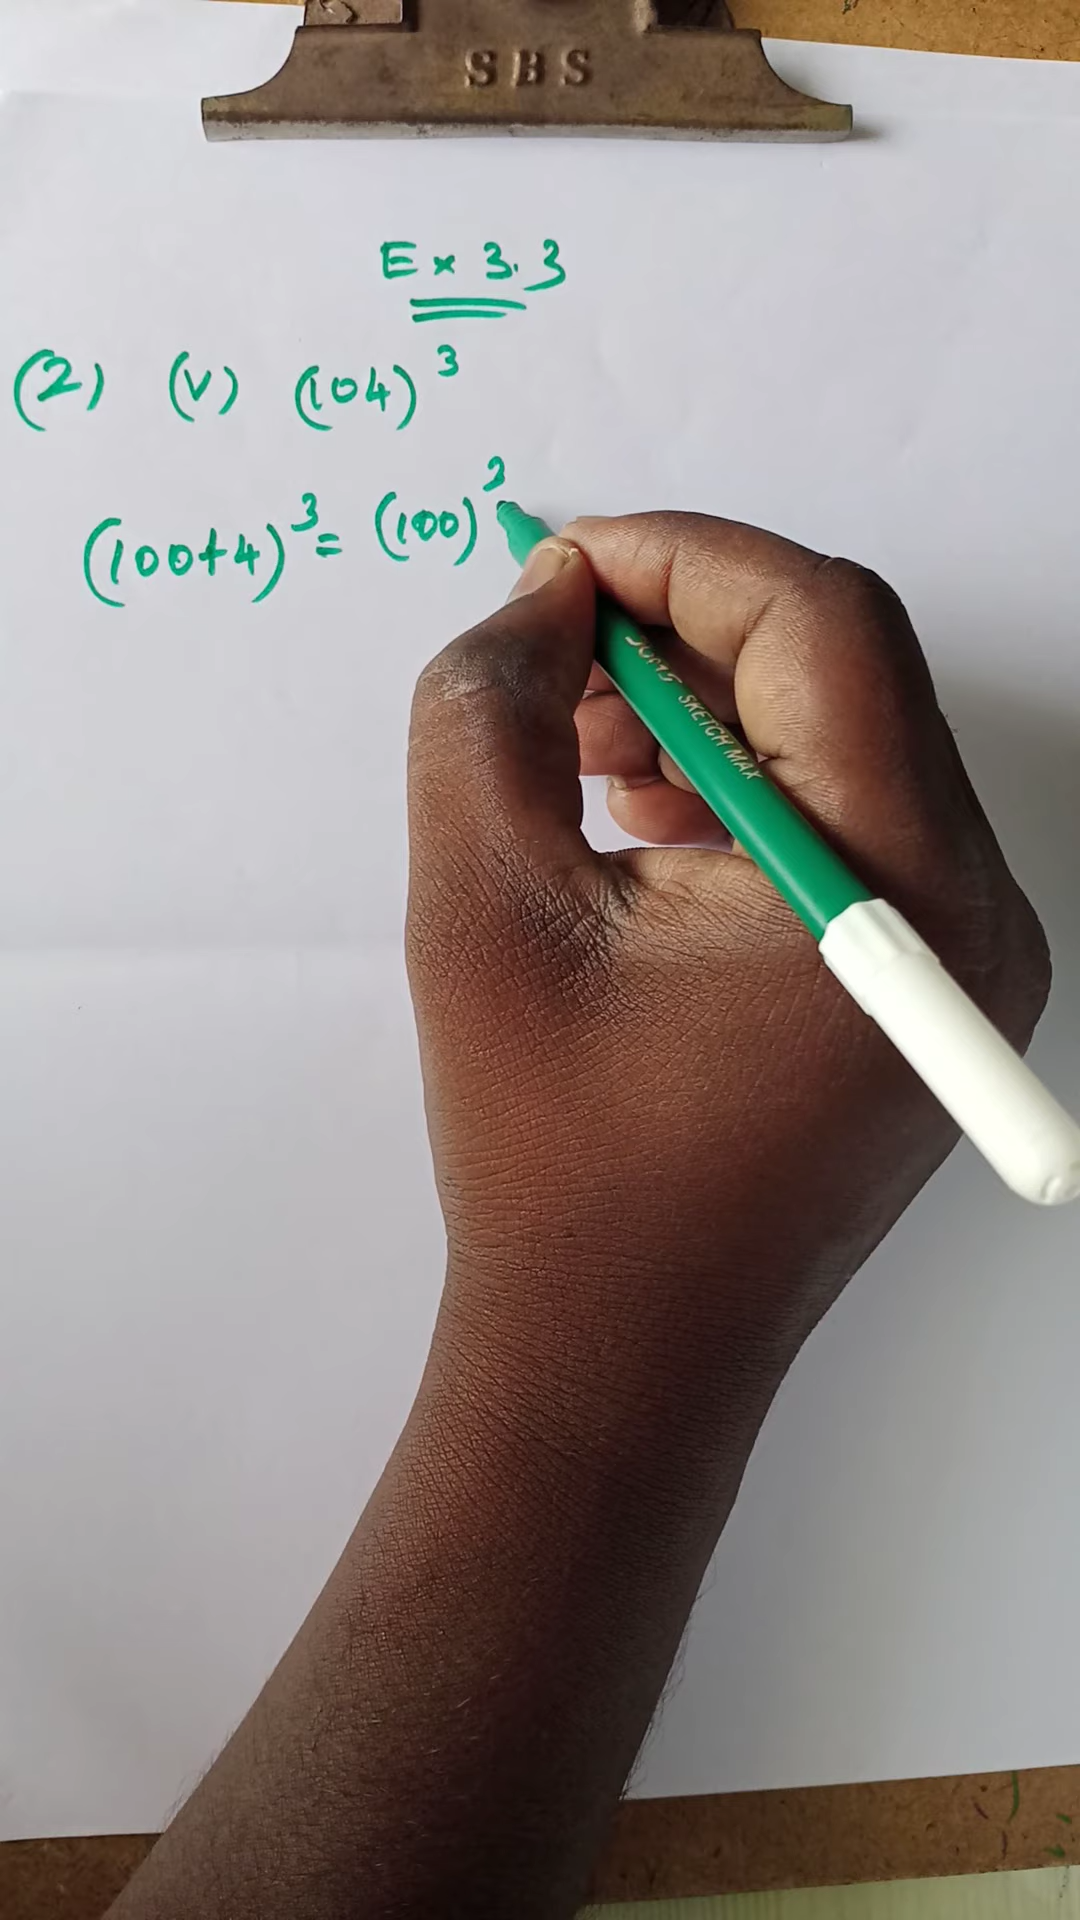 SBS
Ex 3.3
(2) (v) (104)³
(100+4)³= (100)³
SKETCH MAX